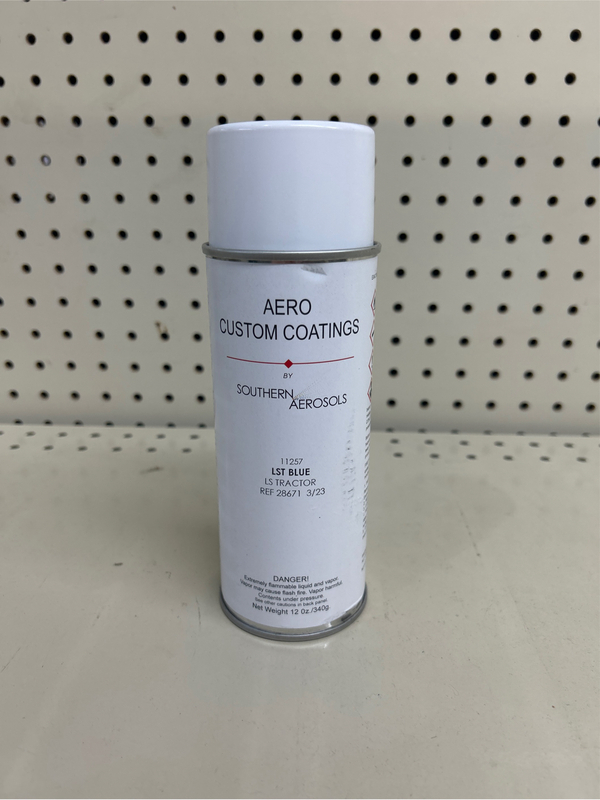 AERO
CUSTOM COATINGS
BY
SOUTHERN
AEROSOLS
11257
LST BLUE
LS TRACTOR
REF 28671 3/23
DANGER!
Extremely flammable liquid and vapor.
Vapor may cause flash fire. Vapor harmful.
Contents under pressure.
See other cautions in back panel.
Net Weight 12 Oz./340g.